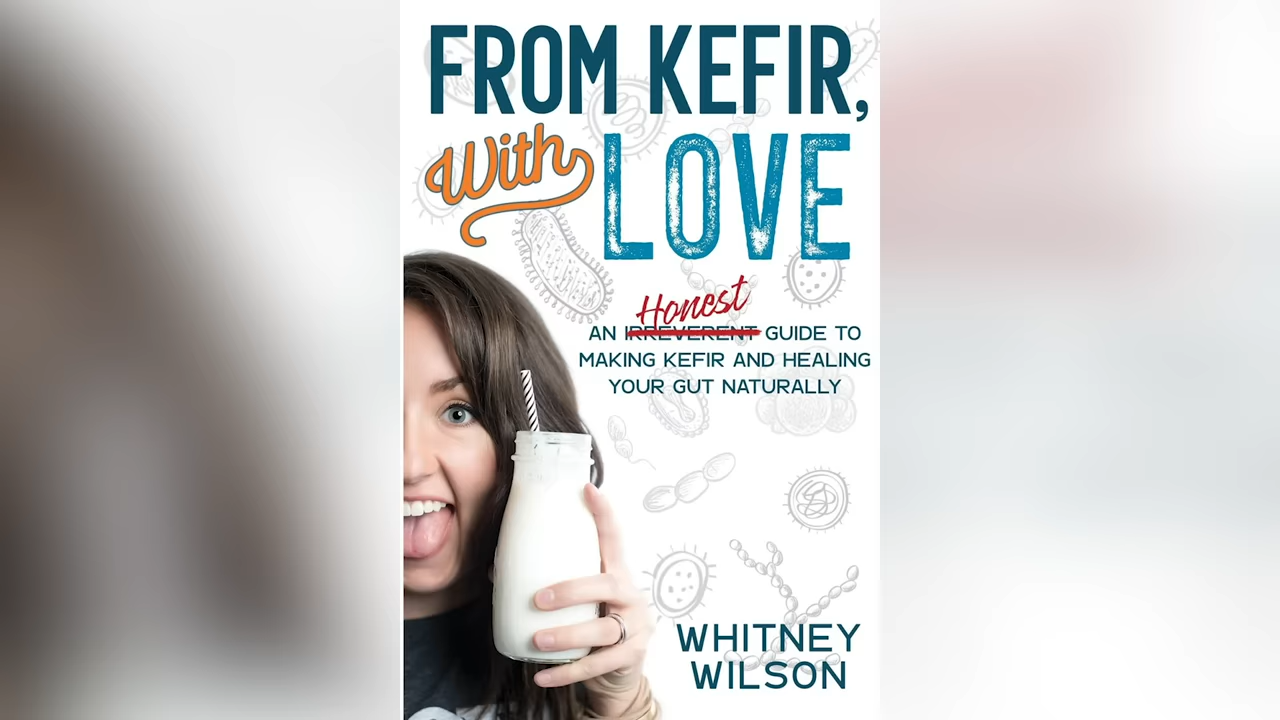 FROM KEFIR,
With LOVE
Honest
AN IRREVERENT GUIDE TO
MAKING KEFIR AND HEALING
YOUR GUT NATURALLY
WHITNEY
WILSON